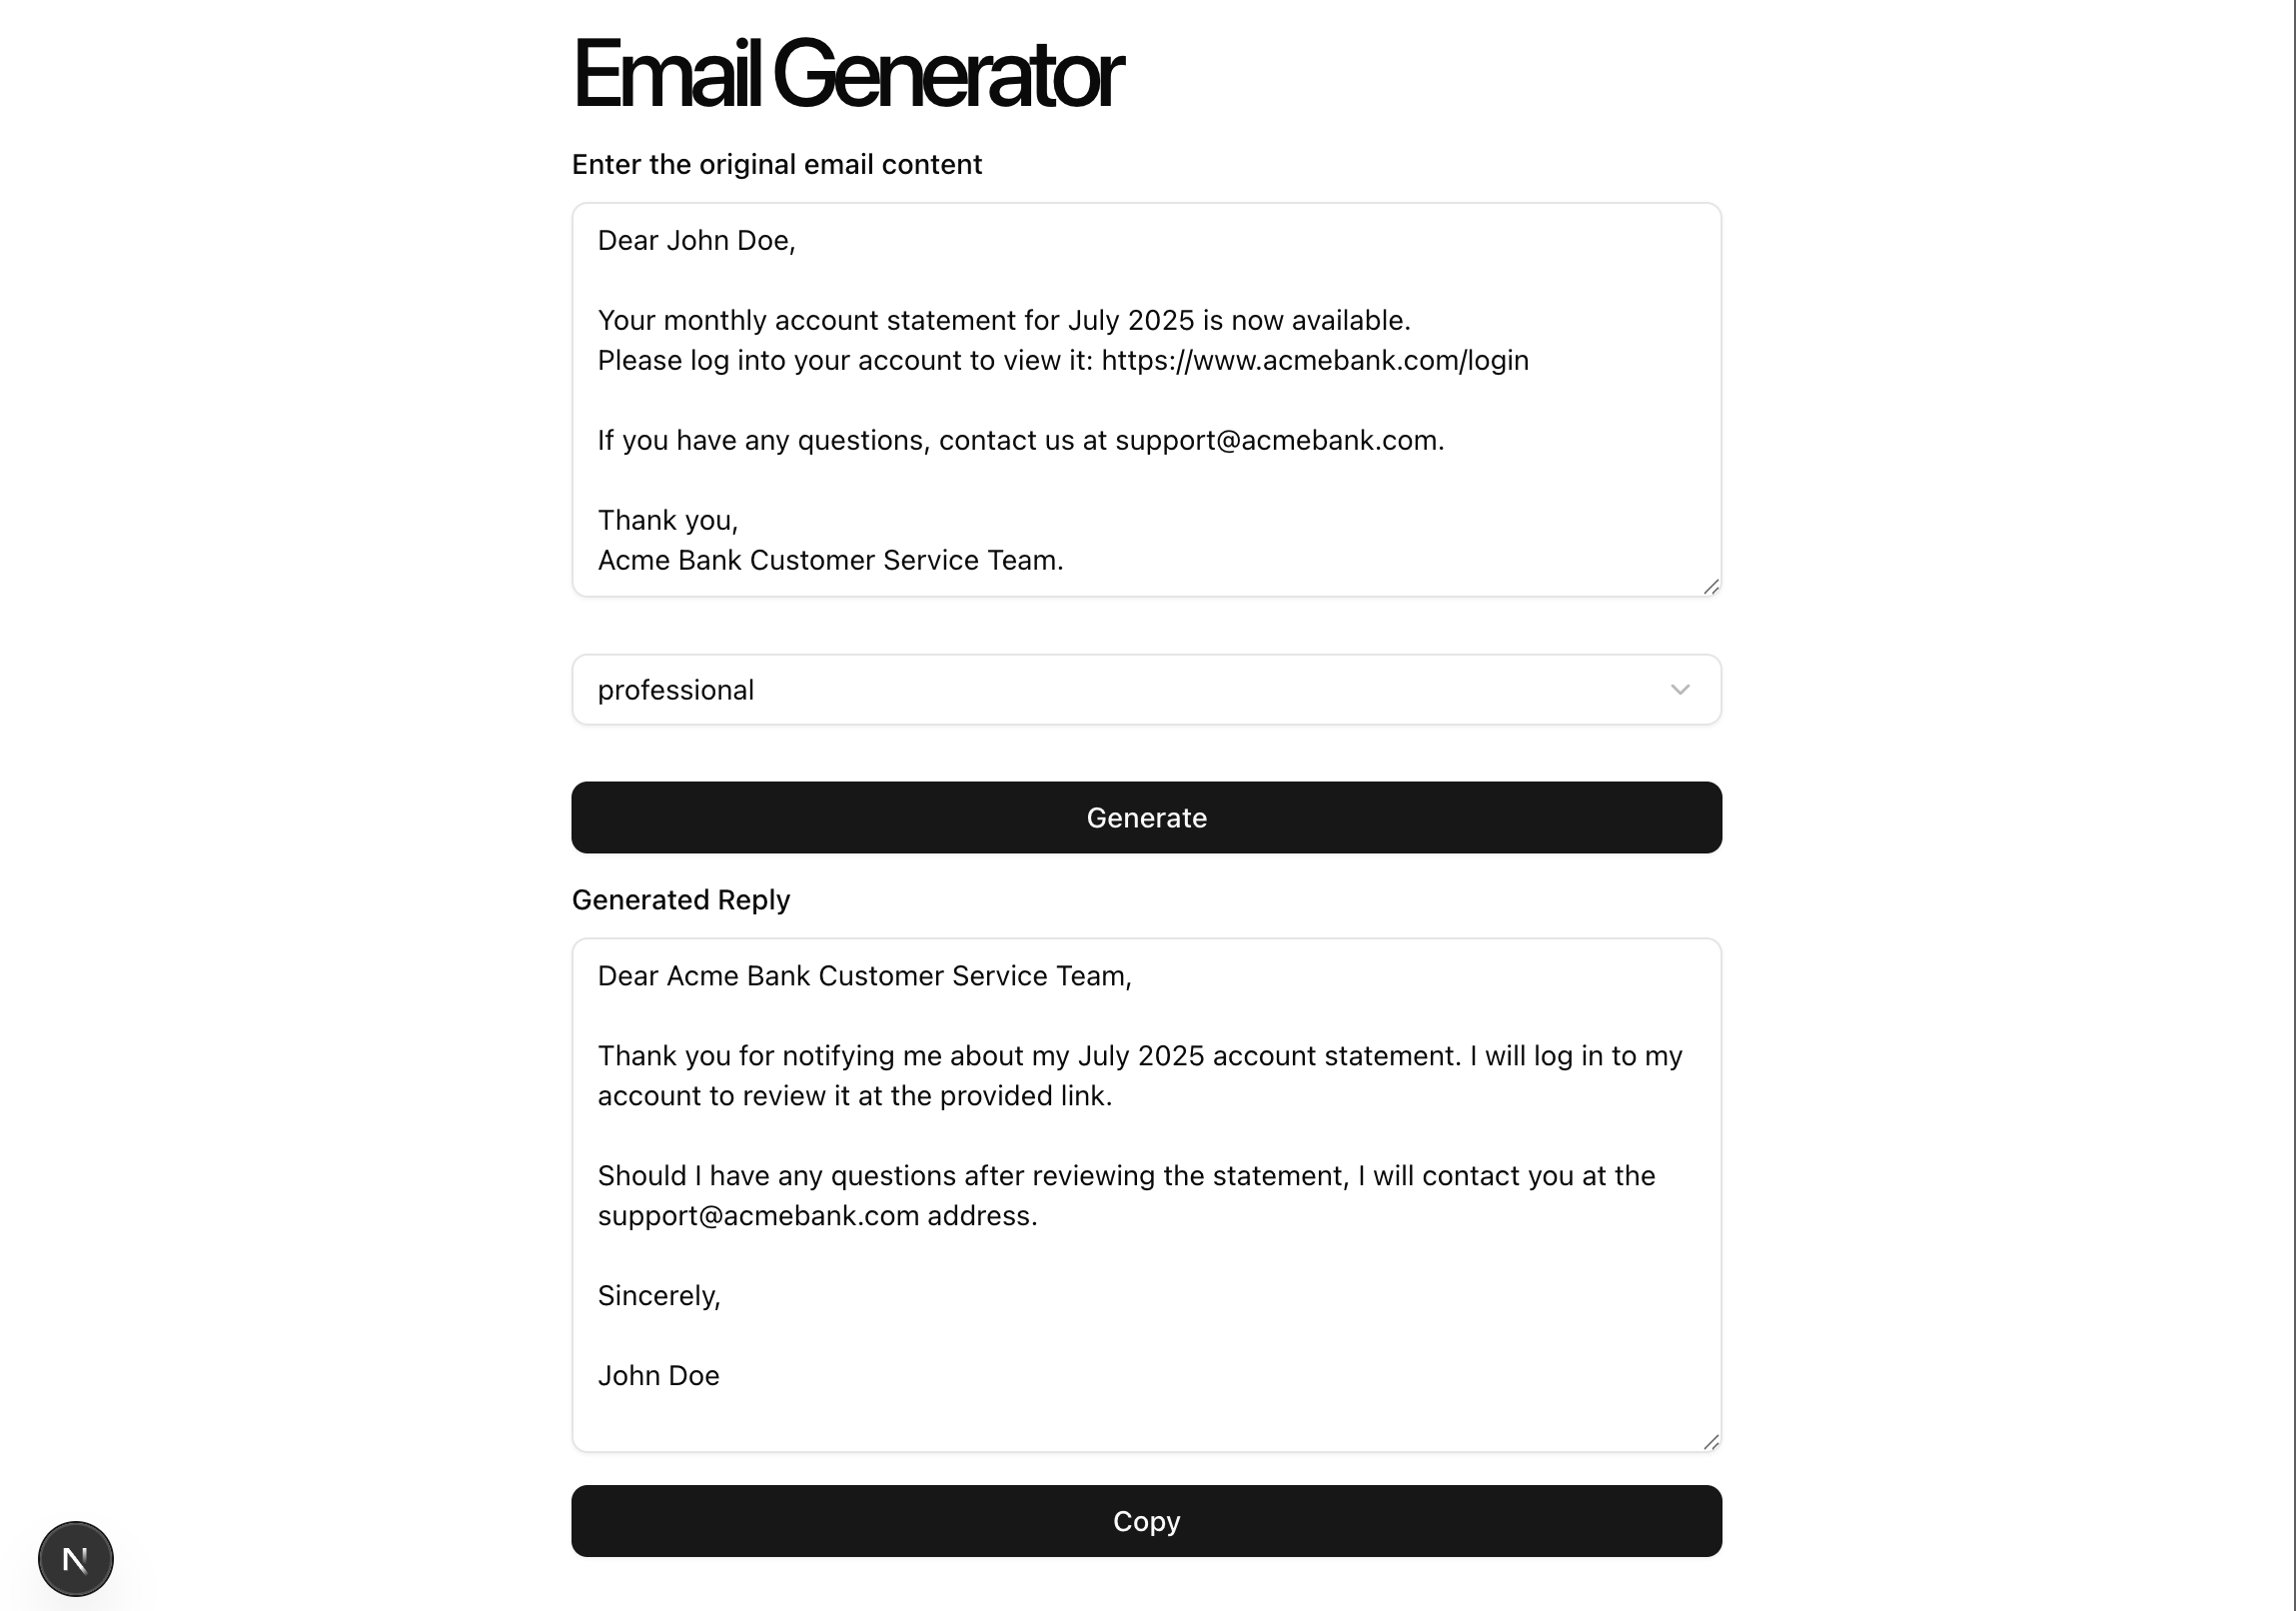 Email Generator
Enter the original email content
Dear John Doe,
Your monthly account statement for July 2025 is now available.
Please log into your account to view it: https://www.acmebank.com/login
If you have any questions, contact us at support@acmebank.com.
Thank you,
Acme Bank Customer Service Team.
professional
Generate
Generated Reply
Dear Acme Bank Customer Service Team,
Thank you for notifying me about my July 2025 account statement. I will log in to my
account to review it at the provided link.
Should I have any questions after reviewing the statement, I will contact you at the
support@acmebank.com address.
Sincerely,
John Doe
Copy
N